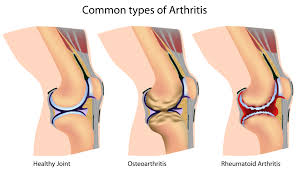 Common types of Arthritis
Healthy Joint
Osteoarthritis
Rheumatoid Arthritis